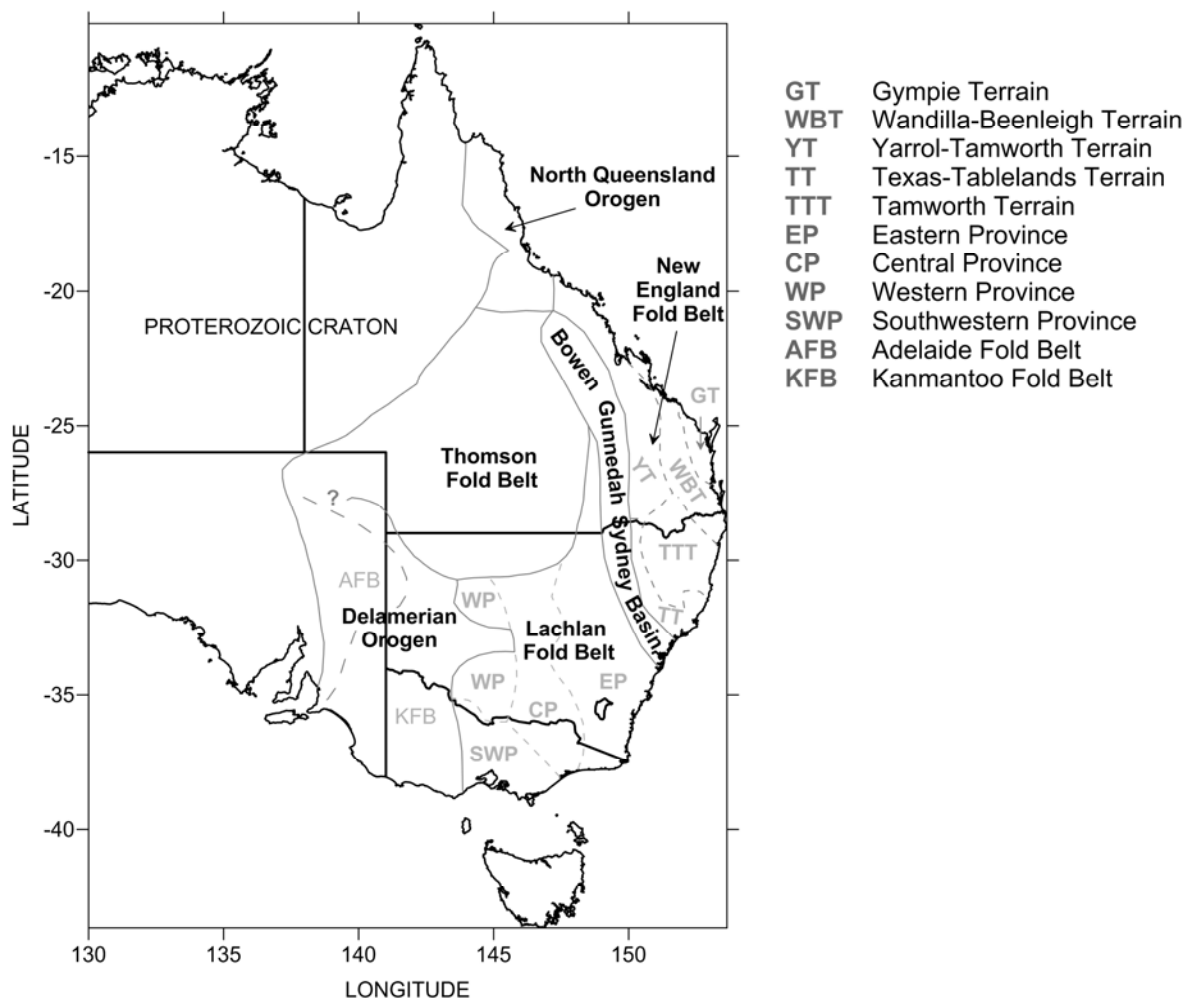 North Queensland
Orogen
New
England
Fold Belt
PROTEROZOIC CRATON
Bowen Gunnedah Sydney Basin
GT
Thomson
Fold Belt
YT
WBT
?
TTT
AFB
WP
Delamerian
Orogen
Lachlan
Fold Belt
TT
WP
EP
KFB
CP
SWP
-15
-20
-25
-30
-35
-40
LATITUDE
130 135 140 145 150
LONGITUDE
GT Gympie Terrain
WBT Wandilla-Beenleigh Terrain
YT Yarrol-Tamworth Terrain
TT Texas-Tablelands Terrain
TTT Tamworth Terrain
EP Eastern Province
CP Central Province
WP Western Province
SWP Southwestern Province
AFB Adelaide Fold Belt
KFB Kanmantoo Fold Belt